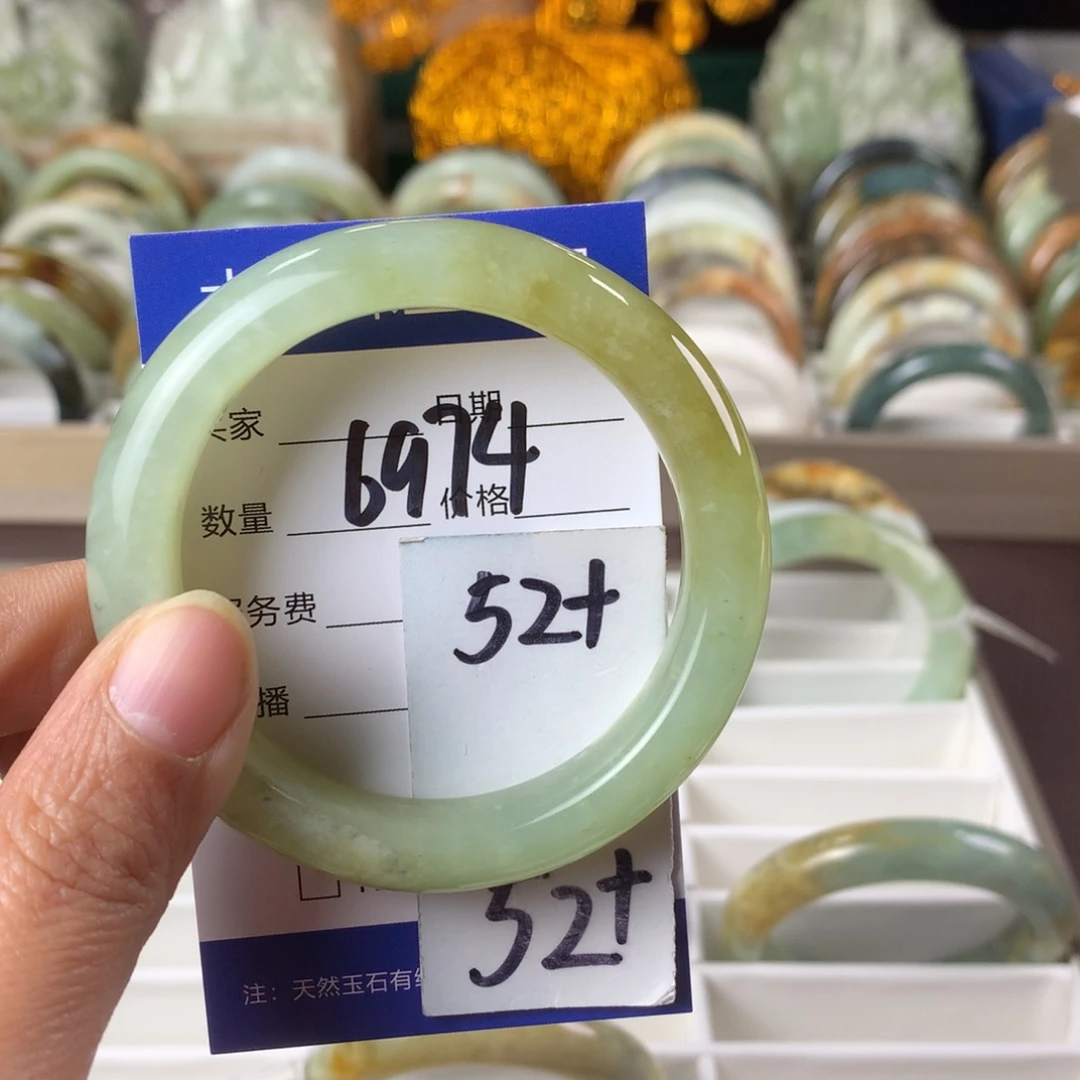 家 日期
6974
数量 价格
务费
52+
播
52+
注：天然玉石有